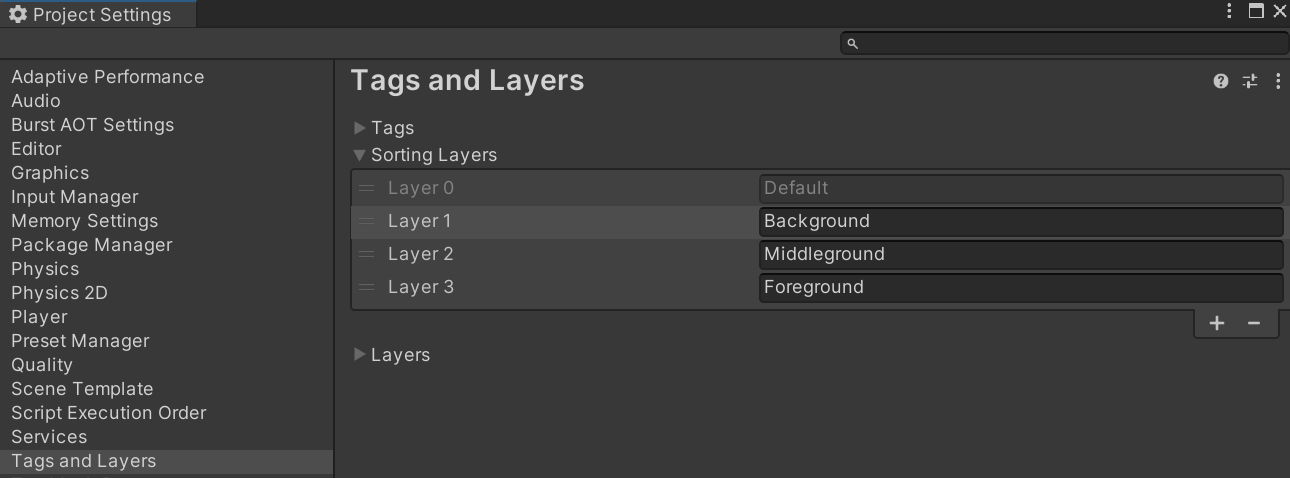 Project Settings
Adaptive Performance
Audio
Burst AOT Settings
Editor
Graphics
Input Manager
Memory Settings
Package Manager
Physics
Physics 2D
Player
Preset Manager
Quality
Scene Template
Script Execution Order
Services
Tags and Layers
Tags and Layers
Tags
Sorting Layers
Layer 0 Default
Layer 1 Background
Layer 2 Middleground
Layer 3 Foreground
Layers